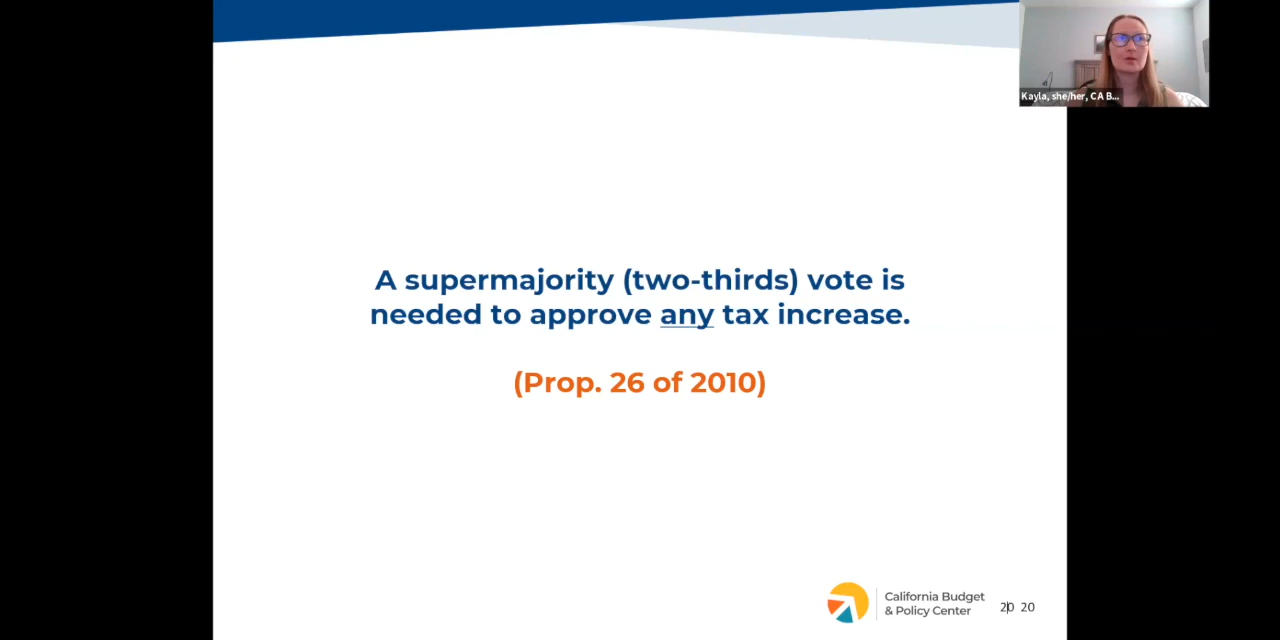 Kayla, she/her, CA B...
A supermajority (two-thirds) vote is
needed to approve any tax increase.
(Prop. 26 of 2010)
California Budget
& Policy Center
20 20